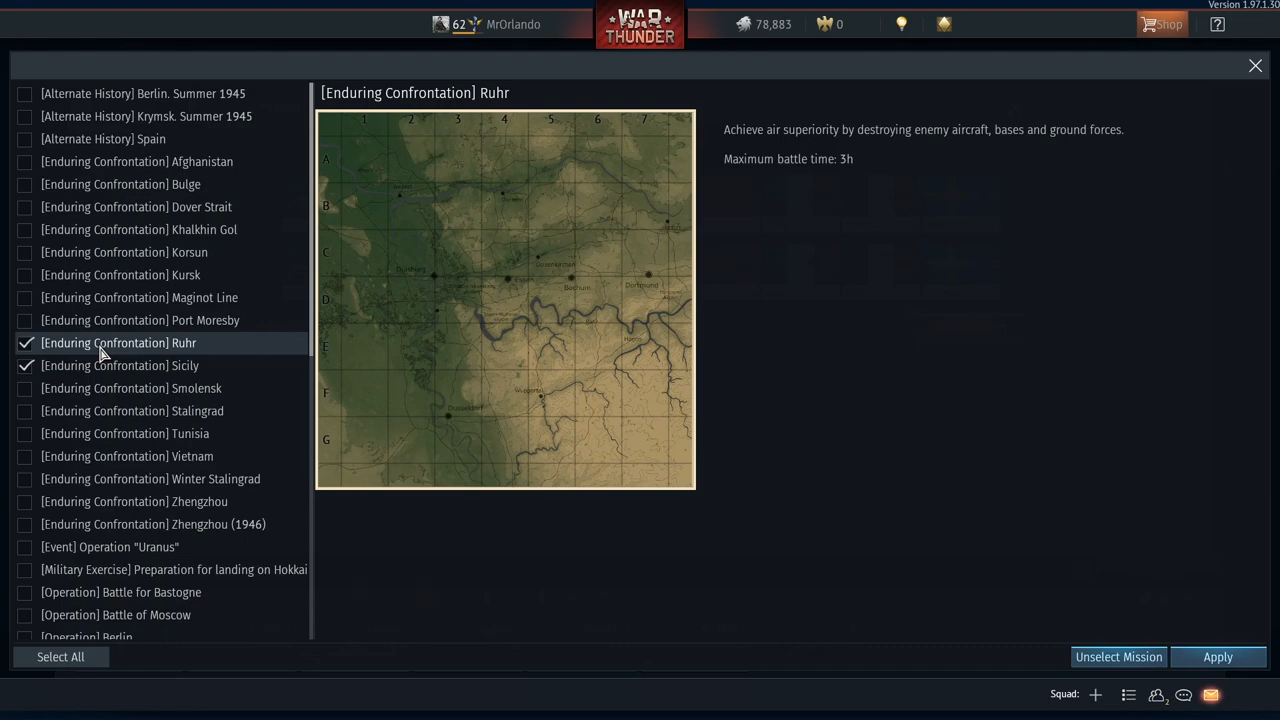 Version 1.97.1.30
62 MrOrlando
WAR THUNDER
78,883
0
Shop
?
[Alternate History] Berlin. Summer 1945
[Alternate History] Krymsk. Summer 1945
[Alternate History] Spain
[Enduring Confrontation] Afghanistan
[Enduring Confrontation] Bulge
[Enduring Confrontation] Dover Strait
[Enduring Confrontation] Khalkhin Gol
[Enduring Confrontation] Korsun
[Enduring Confrontation] Kursk
[Enduring Confrontation] Maginot Line
[Enduring Confrontation] Port Moresby
[Enduring Confrontation] Ruhr
[Enduring Confrontation] Sicily
[Enduring Confrontation] Smolensk
[Enduring Confrontation] Stalingrad
[Enduring Confrontation] Tunisia
[Enduring Confrontation] Vietnam
[Enduring Confrontation] Winter Stalingrad
[Enduring Confrontation] Zhengzhou
[Enduring Confrontation] Zhengzhou (1946)
[Event] Operation "Uranus"
[Military Exercise] Preparation for landing on Hokkai
[Operation] Battle for Bastogne
[Operation] Battle of Moscow
[Operation] Berlin
[Enduring Confrontation] Ruhr
1 2 3 4 5 6 7
A
B
C
D
E
F
G
Duisburg
Essen
Gelsenkirchen
Bochum
Dortmund
Wuppertal
Dusseldorf
Achieve air superiority by destroying enemy aircraft, bases and ground forces.
Maximum battle time: 3h
Select All
Unselect Mission
Apply
Squad:
2